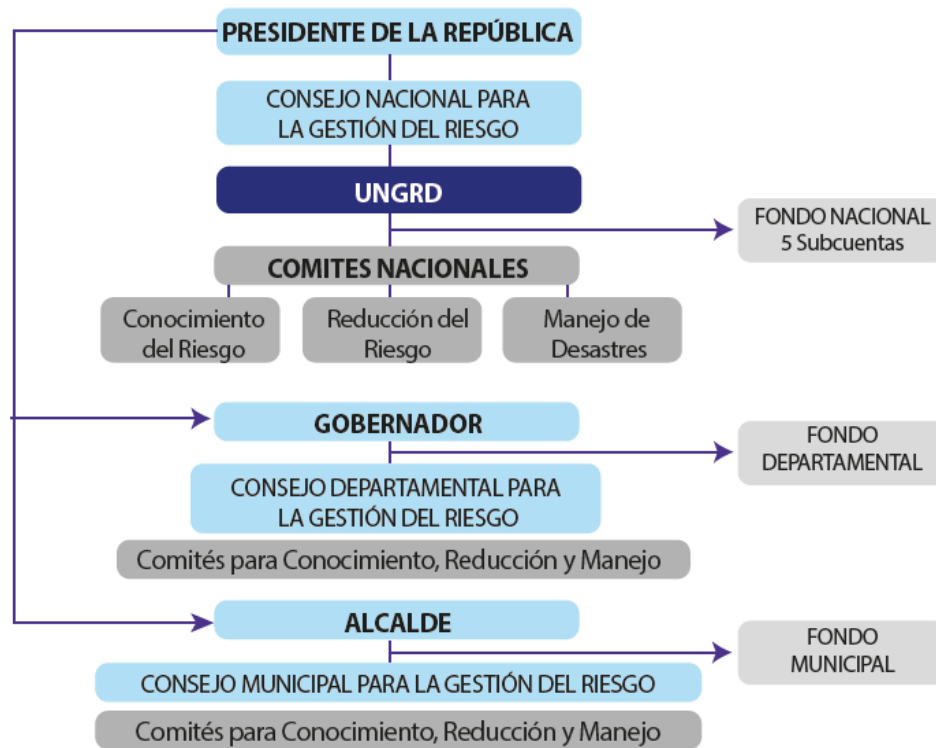 PRESIDENTE DE LA REPÚBLICA
CONSEJO NACIONAL PARA
LA GESTIÓN DEL RIESGO
UNGRD
FONDO NACIONAL
5 Subcuentas
COMITES NACIONALES
Conocimiento
del Riesgo
Reducción del
Riesgo
Manejo de
Desastres
GOBERNADOR
FONDO
DEPARTAMENTAL
CONSEJO DEPARTAMENTAL PARA
LA GESTIÓN DEL RIESGO
Comités para Conocimiento, Reducción y Manejo
ALCALDE
FONDO
MUNICIPAL
CONSEJO MUNICIPAL PARA LA GESTIÓN DEL RIESGO
Comités para Conocimiento, Reducción y Manejo